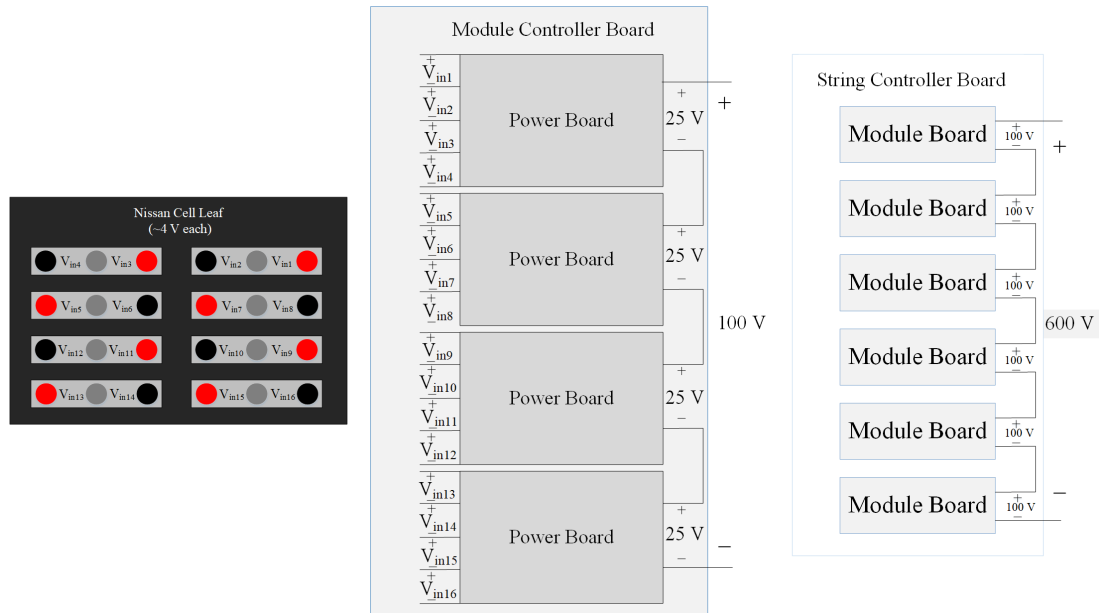 Nissan Cell Leaf
(~4 V each)
Vin4 Vin3 Vin2 Vin1
Vin5 Vin6 Vin7 Vin8
Vin12 Vin11 Vin10 Vin9
Vin13 Vin14 Vin15 Vin16
Module Controller Board
+
Vin1
−
+
Vin2
−
+
Vin3
−
+
Vin4
−
Power Board
+
25 V
−
+
Vin5
−
+
Vin6
−
+
Vin7
−
+
Vin8
−
Power Board
+
25 V
−
+
Vin9
−
+
Vin10
−
+
Vin11
−
+
Vin12
−
Power Board
+
25 V
−
+
Vin13
−
+
Vin14
−
+
Vin15
−
+
Vin16
−
Power Board
+
25 V
−
+
100 V
−
String Controller Board
Module Board
+
100 V
−
Module Board
+
100 V
−
Module Board
+
100 V
−
Module Board
+
100 V
−
Module Board
+
100 V
−
Module Board
+
100 V
−
+
600 V
−